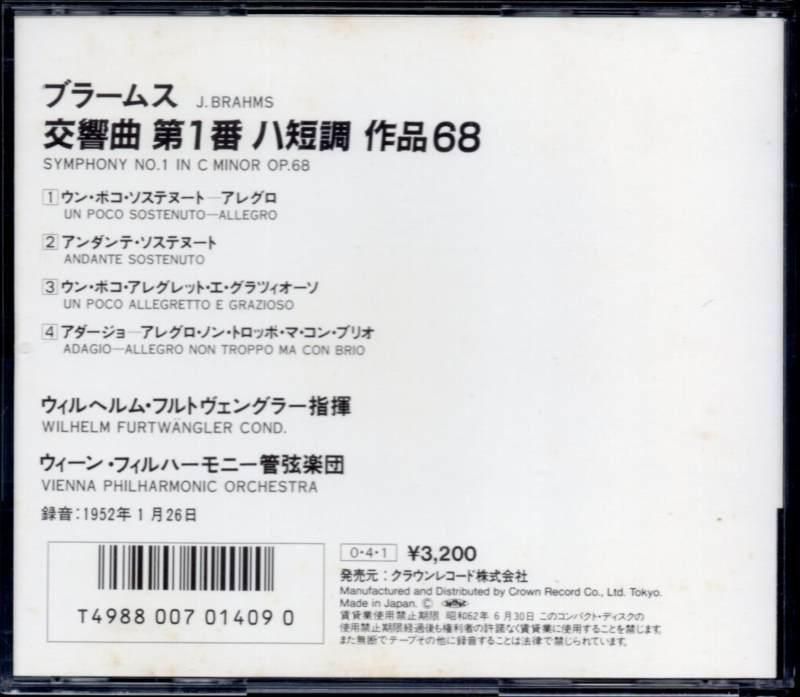 ブラームス J.BRAHMS
交響曲 第1番 ハ短調 作品68
SYMPHONY NO.1 IN C MINOR OP.68
1 ウン・ポコ・ソステヌート―アレグロ
UN POCO SOSTENUTO—ALLEGRO
2 アンダンテ・ソステヌート
ANDANTE SOSTENUTO
3 ウン・ポコ・アレグレット・エ・グラツィオーソ
UN POCO ALLEGRETTO E GRAZIOSO
4 アダージョ―アレグロ・ノン・トロッポ・マ・コン・ブリオ
ADAGIO—ALLEGRO NON TROPPO MA CON BRIO
ウィルヘルム・フルトヴェングラー指揮
WILHELM FURTWÄNGLER COND.
ウィーン・フィルハーモニー管弦楽団
VIENNA PHILHARMONIC ORCHESTRA
録音:1952年1月26日
T4988 007 01409 0
0・4・1 ¥3,200
発売元:クラウンレコード株式会社
Manufactured and Distributed by Crown Record Co., Ltd. Tokyo.
Made in Japan. Ⓒ
賃貸業使用禁止期限 昭和62年6月30日 このコンパクト・ディスクの
使用禁止期限経過後も権利者の許諾なく賃貸業に使用することを禁じます。
また無断でテープその他に録音することは法律で禁じられています。